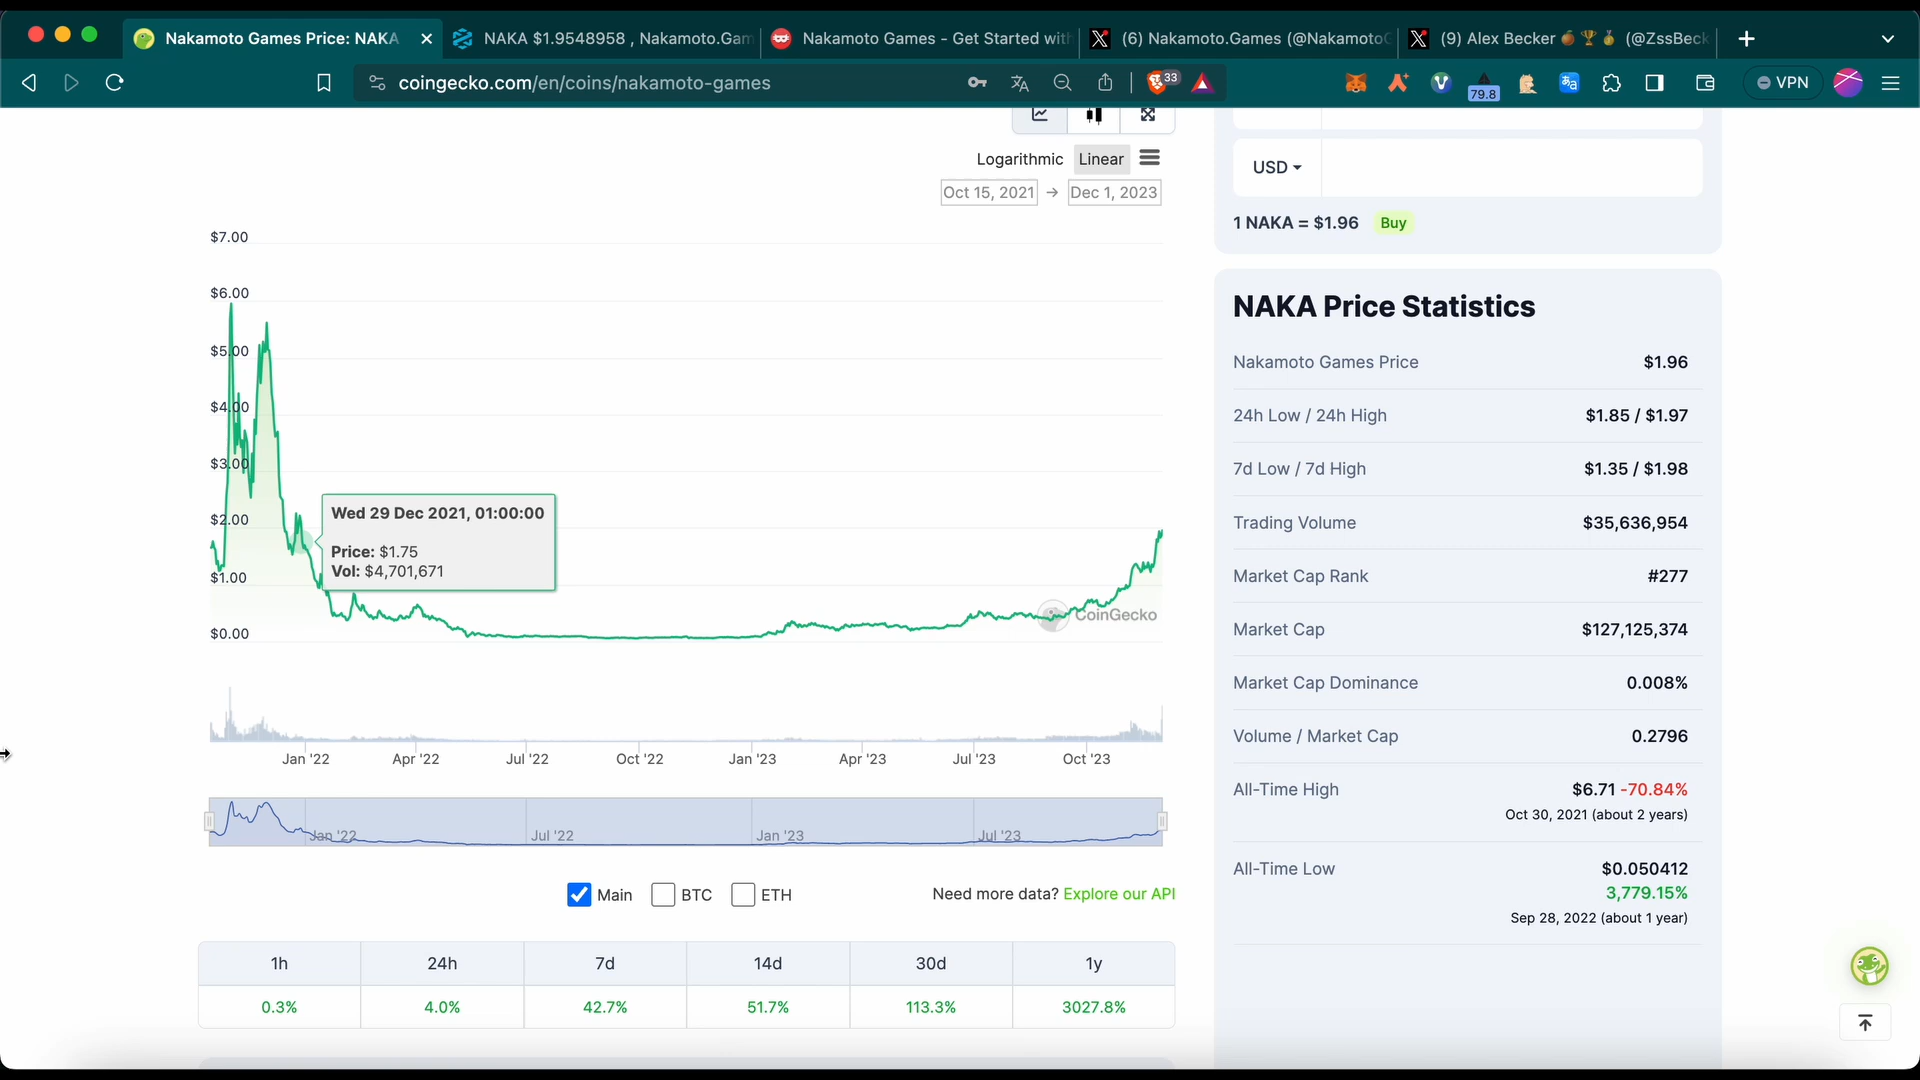 Nakamoto Games Price: NAKA
NAKA $1.9548958 , Nakamoto.Gam
Nakamoto Games - Get Started with
(6) Nakamoto.Games (@NakamotoG
(9) Alex Becker 🍊🏆🥇 (@ZssBeck
coingecko.com/en/coins/nakamoto-games
33
79.8
VPN
Logarithmic
Linear
Oct 15, 2021 → Dec 1, 2023
$7.00
$6.00
$5.00
$4.00
$3.00
$2.00
$1.00
$0.00
Wed 29 Dec 2021, 01:00:00
Price: $1.75
Vol: $4,701,671
CoinGecko
Jan '22
Apr '22
Jul '22
Oct '22
Jan '23
Apr '23
Jul '23
Oct '23
Jan '22
Jul '22
Jan '23
Jul '23
Main
BTC
ETH
Need more data? Explore our API
1h 24h 7d 14d 30d 1y
0.3% 4.0% 42.7% 51.7% 113.3% 3027.8%
USD
1 NAKA = $1.96 Buy
NAKA Price Statistics
Nakamoto Games Price $1.96
24h Low / 24h High $1.85 / $1.97
7d Low / 7d High $1.35 / $1.98
Trading Volume $35,636,954
Market Cap Rank #277
Market Cap $127,125,374
Market Cap Dominance 0.008%
Volume / Market Cap 0.2796
All-Time High $6.71 -70.84%
Oct 30, 2021 (about 2 years)
All-Time Low $0.050412
3,779.15%
Sep 28, 2022 (about 1 year)